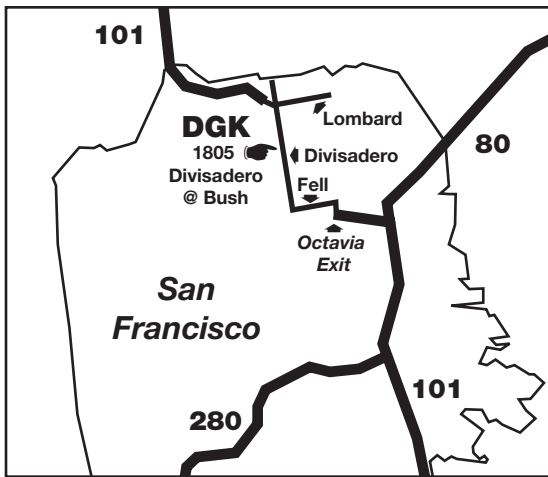 101
DGK
1805
Divisadero
@ Bush
Lombard
Divisadero
80
Fell
Octavia
Exit
San
Francisco
280
101